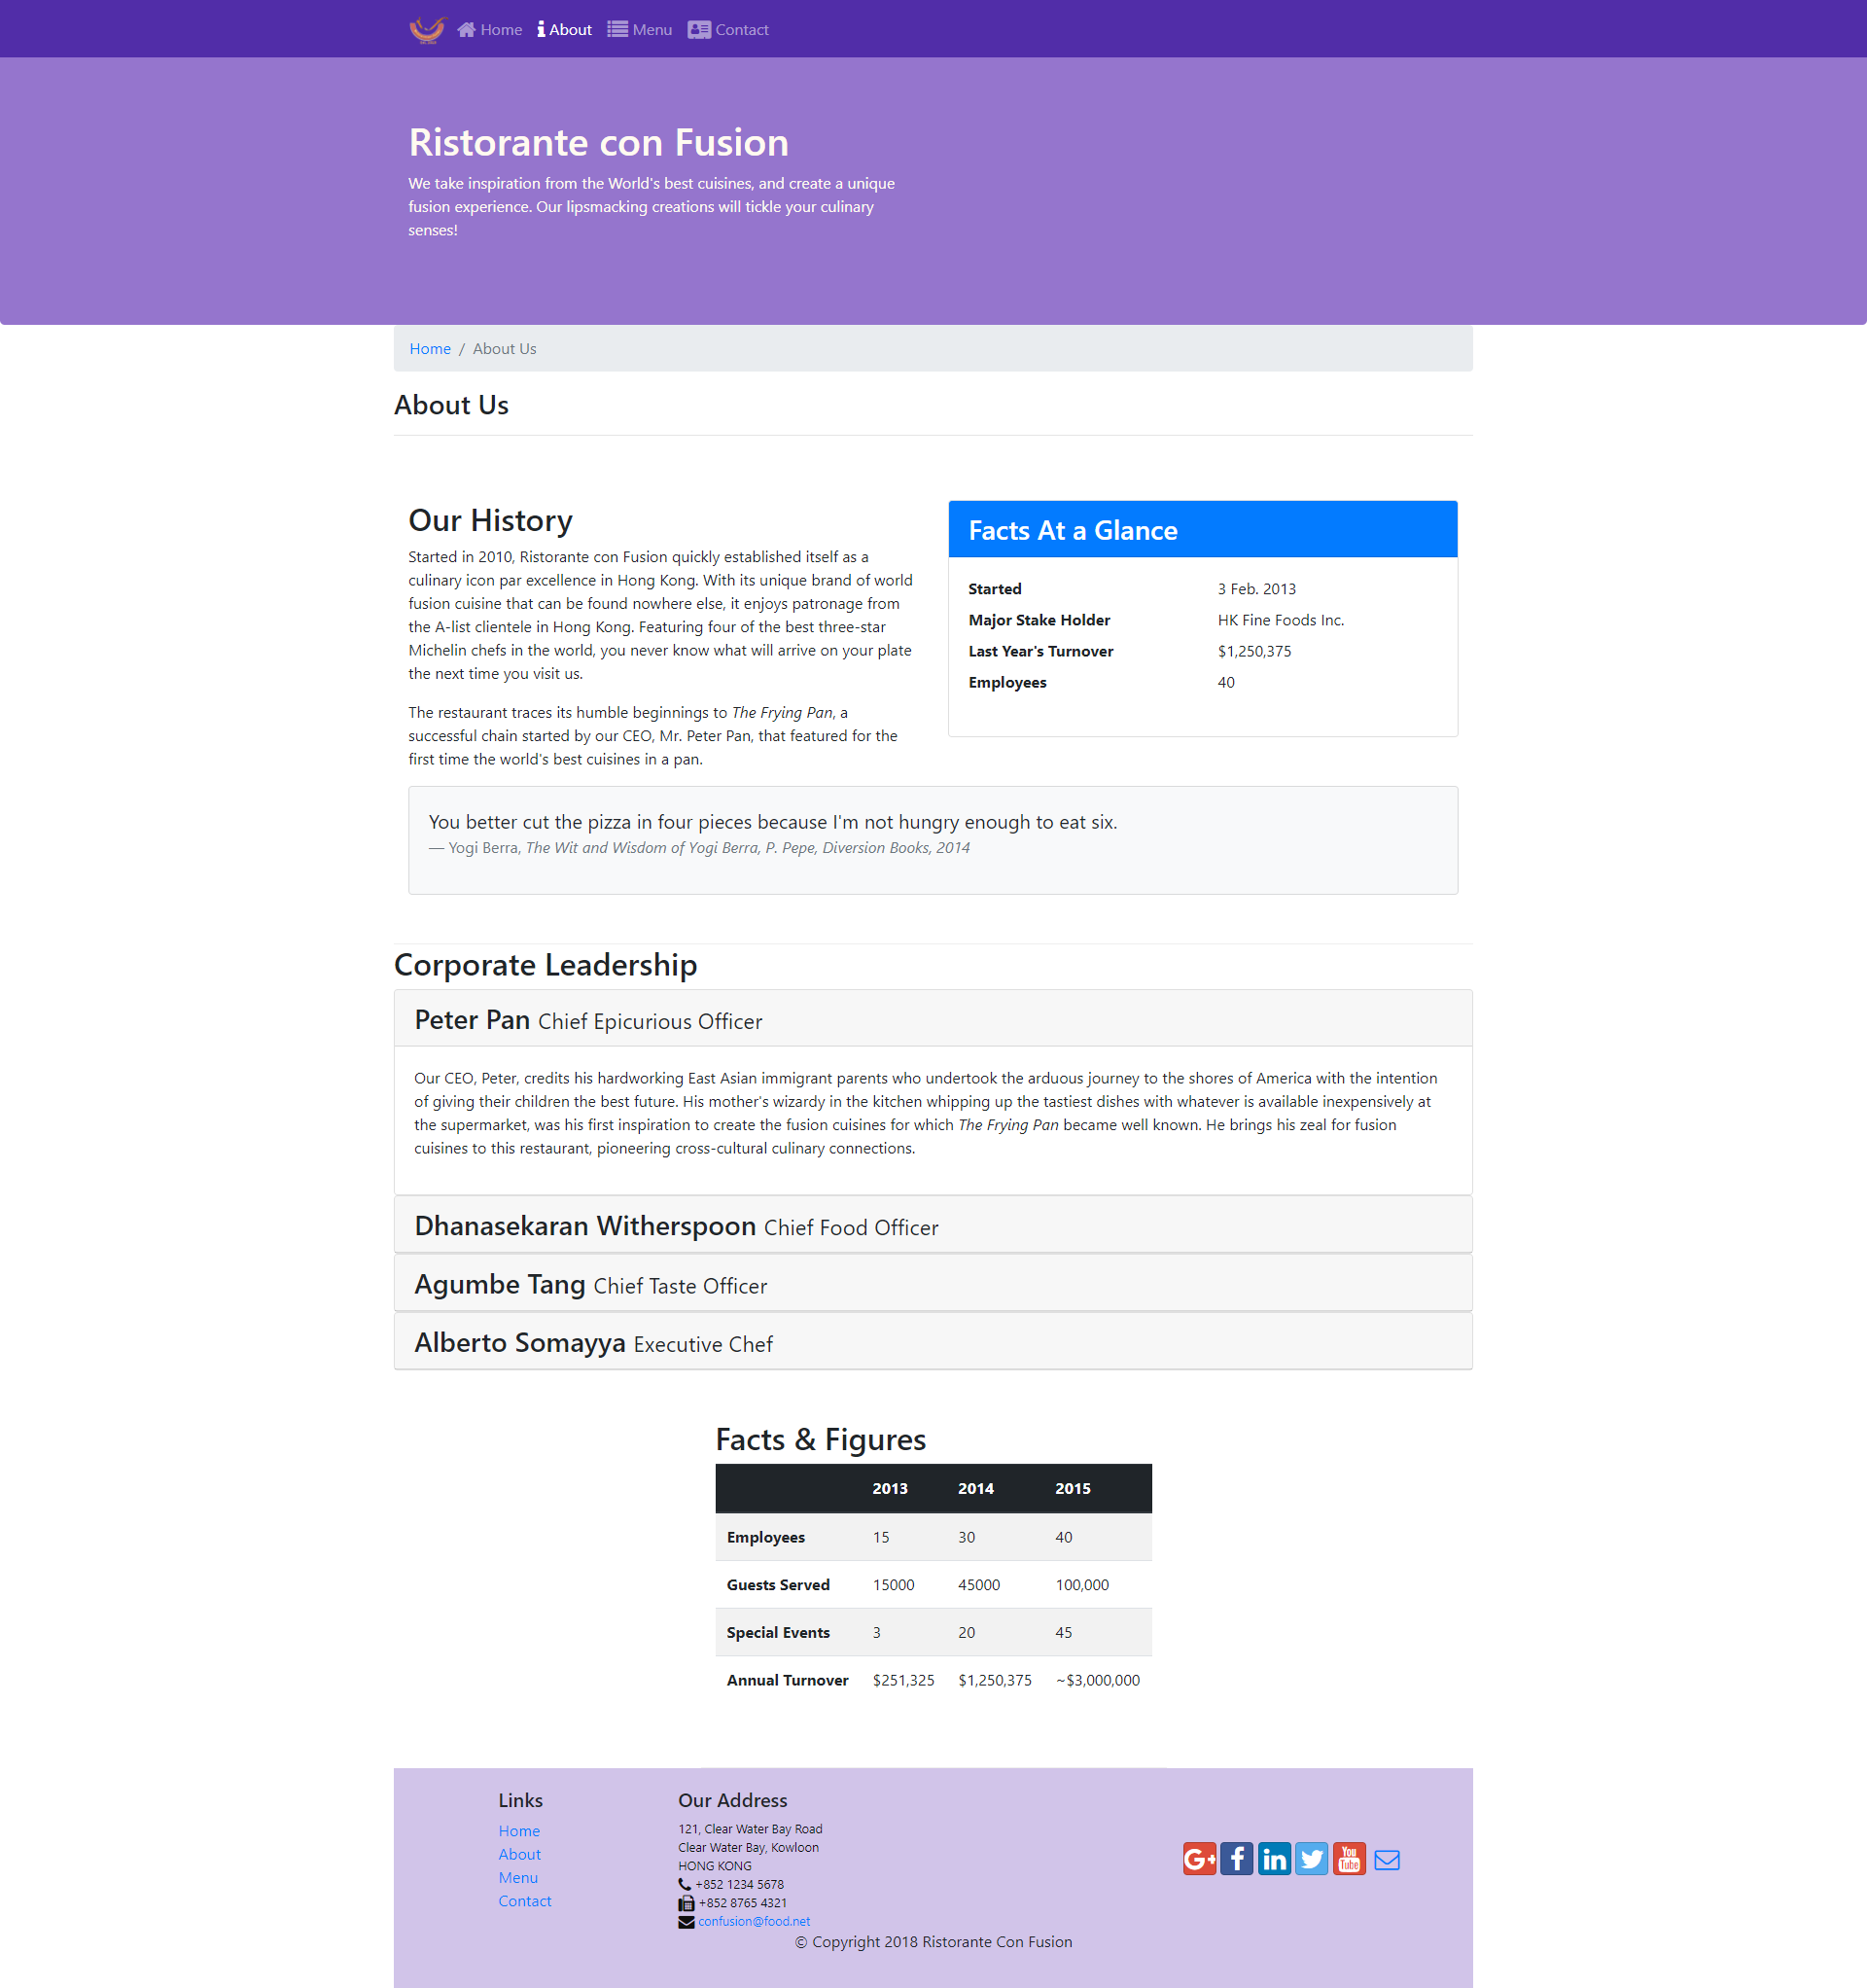 Home About Menu Contact
Ristorante con Fusion
We take inspiration from the World's best cuisines, and create a unique
fusion experience. Our lipsmacking creations will tickle your culinary
senses!
Home / About Us
About Us
Our History
Started in 2010, Ristorante con Fusion quickly established itself as a
culinary icon par excellence in Hong Kong. With its unique brand of world
fusion cuisine that can be found nowhere else, it enjoys patronage from
the A-list clientele in Hong Kong. Featuring four of the best three-star
Michelin chefs in the world, you never know what will arrive on your plate
the next time you visit us.
The restaurant traces its humble beginnings to The Frying Pan, a
successful chain started by our CEO, Mr. Peter Pan, that featured for the
first time the world's best cuisines in a pan.
Facts At a Glance
Started 3 Feb. 2013
Major Stake Holder HK Fine Foods Inc.
Last Year's Turnover $1,250,375
Employees 40
You better cut the pizza in four pieces because I'm not hungry enough to eat six.
— Yogi Berra, The Wit and Wisdom of Yogi Berra, P. Pepe, Diversion Books, 2014
Corporate Leadership
Peter Pan Chief Epicurious Officer
Our CEO, Peter, credits his hardworking East Asian immigrant parents who undertook the arduous journey to the shores of America with the intention
of giving their children the best future. His mother's wizardy in the kitchen whipping up the tastiest dishes with whatever is available inexpensively at
the supermarket, was his first inspiration to create the fusion cuisines for which The Frying Pan became well known. He brings his zeal for fusion
cuisines to this restaurant, pioneering cross-cultural culinary connections.
Dhanasekaran Witherspoon Chief Food Officer
Agumbe Tang Chief Taste Officer
Alberto Somayya Executive Chef
Facts & Figures
2013 2014 2015
Employees 15 30 40
Guests Served 15000 45000 100,000
Special Events 3 20 45
Annual Turnover $251,325 $1,250,375 ~$3,000,000
Links
Home
About
Menu
Contact
Our Address
121, Clear Water Bay Road
Clear Water Bay, Kowloon
HONG KONG
+852 1234 5678
+852 8765 4321
confusion@food.net
G+ f in You Tube
© Copyright 2018 Ristorante Con Fusion